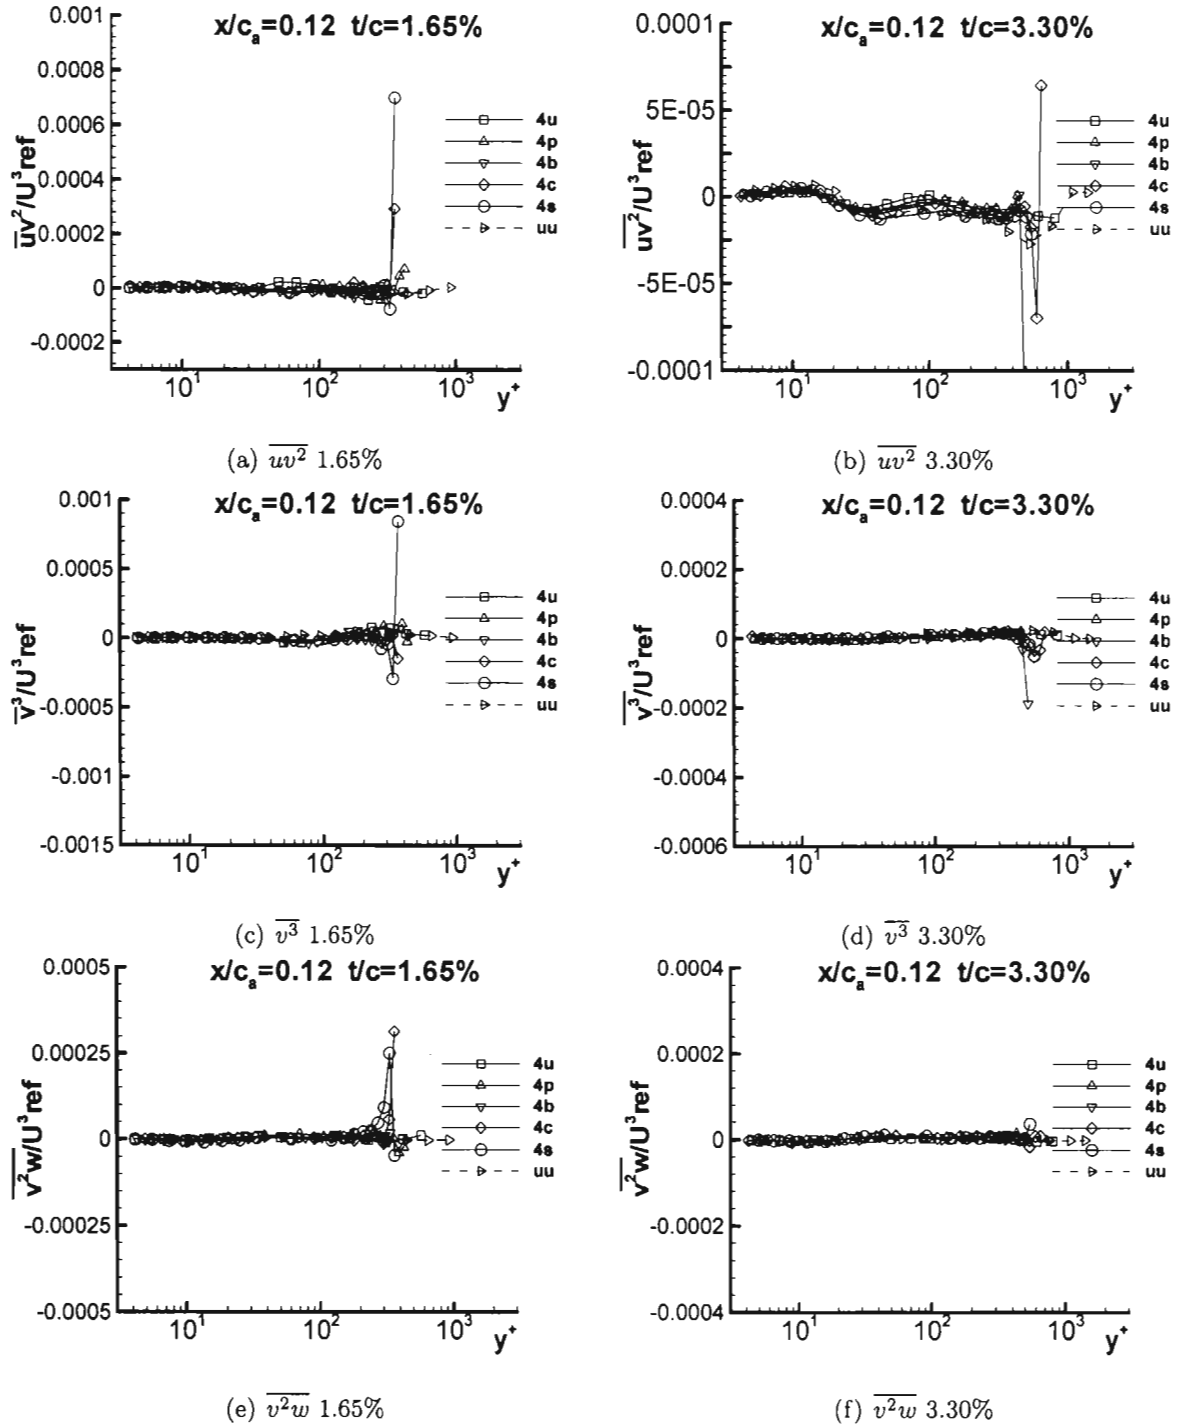 x/cₐ=0.12 t/c=1.65%
0.001
0.0008
0.0006
0.0004
0.0002
0
-0.0002
uv²/U³ref
10¹
10²
10³
y⁺
4u
4p
4b
4c
4s
uu
(a) uv² 1.65%
x/cₐ=0.12 t/c=3.30%
0.0001
5E-05
0
-5E-05
-0.0001
uv²/U³ref
10¹
10²
10³
y⁺
4u
4p
4b
4c
4s
uu
(b) uv² 3.30%
x/cₐ=0.12 t/c=1.65%
0.001
0.0005
0
-0.0005
-0.001
-0.0015
v³/U³ref
10¹
10²
10³
y⁺
4u
4p
4b
4c
4s
uu
(c) v³ 1.65%
x/cₐ=0.12 t/c=3.30%
0.0004
0.0002
0
-0.0002
-0.0004
-0.0006
v³/U³ref
10¹
10²
10³
y⁺
4u
4p
4b
4c
4s
uu
(d) v³ 3.30%
x/cₐ=0.12 t/c=1.65%
0.0005
0.00025
0
-0.00025
-0.0005
v²w/U³ref
10¹
10²
10³
y⁺
4u
4p
4b
4c
4s
uu
(e) v²w 1.65%
x/cₐ=0.12 t/c=3.30%
0.0004
0.0002
0
-0.0002
-0.0004
v²w/U³ref
10¹
10²
10³
y⁺
4u
4p
4b
4c
4s
uu
(f) v²w 3.30%